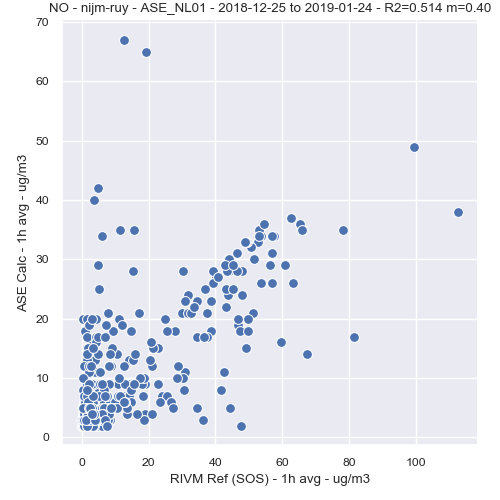 NO - nijm-ruy - ASE_NL01 - 2018-12-25 to 2019-01-24 - R2=0.514 m=0.40
70
60
50
40
30
20
10
0
ASE Calc - 1h avg - ug/m3
0 20 40 60 80 100
RIVM Ref (SOS) - 1h avg - ug/m3